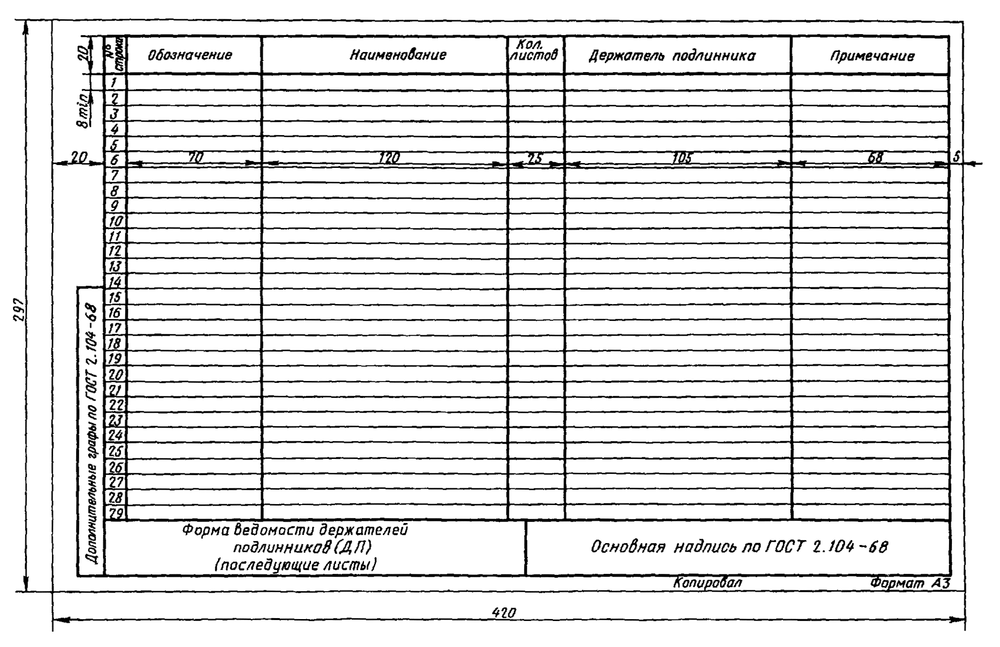 20
№
строки
Обозначение
Наименование
Кол.
листов
Держатель подлинника
Примечание
8 min
1
2
3
4
5
6
20
70
120
25
105
68
5
7
8
9
10
11
12
13
14
15
16
17
18
19
20
21
22
23
24
25
26
27
28
29
297
Дополнительные графы по ГОСТ 2.104-68
Форма ведомости держателей
подлинников (ДП)
(последующие листы)
Основная надпись по ГОСТ 2.104-68
Копировал
Формат А3
420